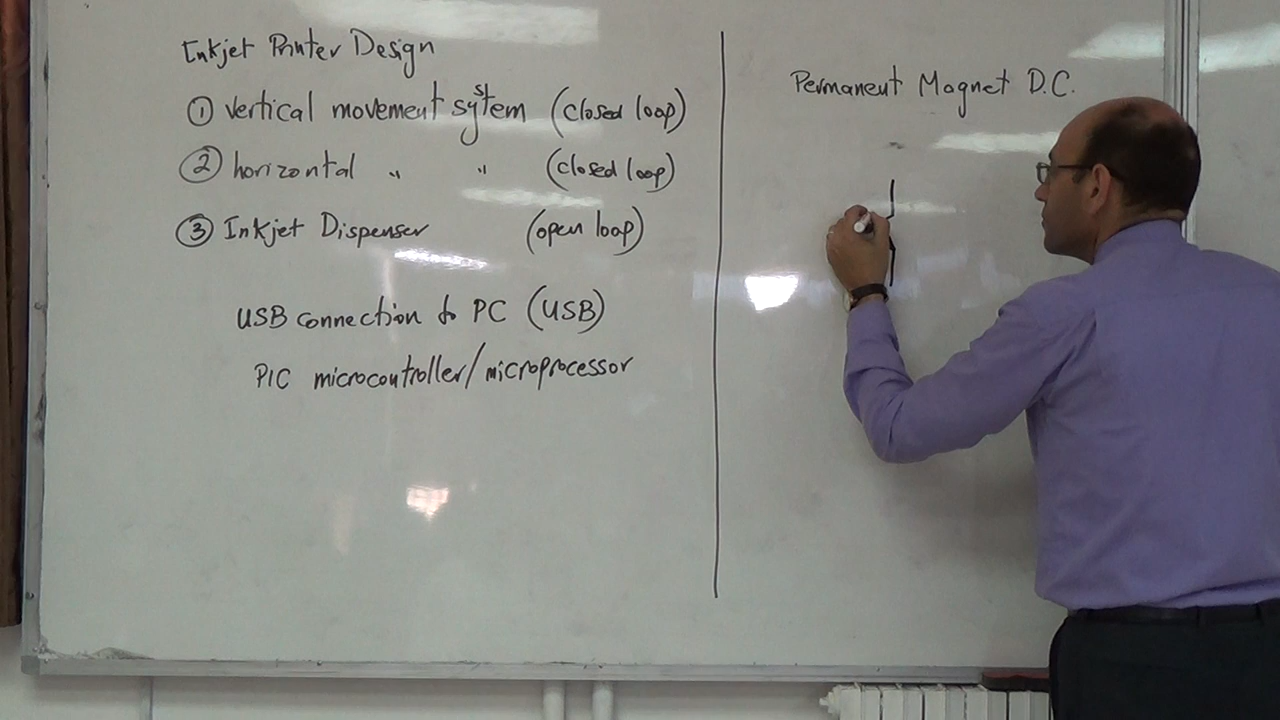 Inkjet Printer Design
① vertical movement system (closed loop)
② horizontal " " (closed loop)
③ Inkjet Dispenser (open loop)
USB connection to PC (USB)
PIC microcontroller/microprocessor
Permanent Magnet D.C.